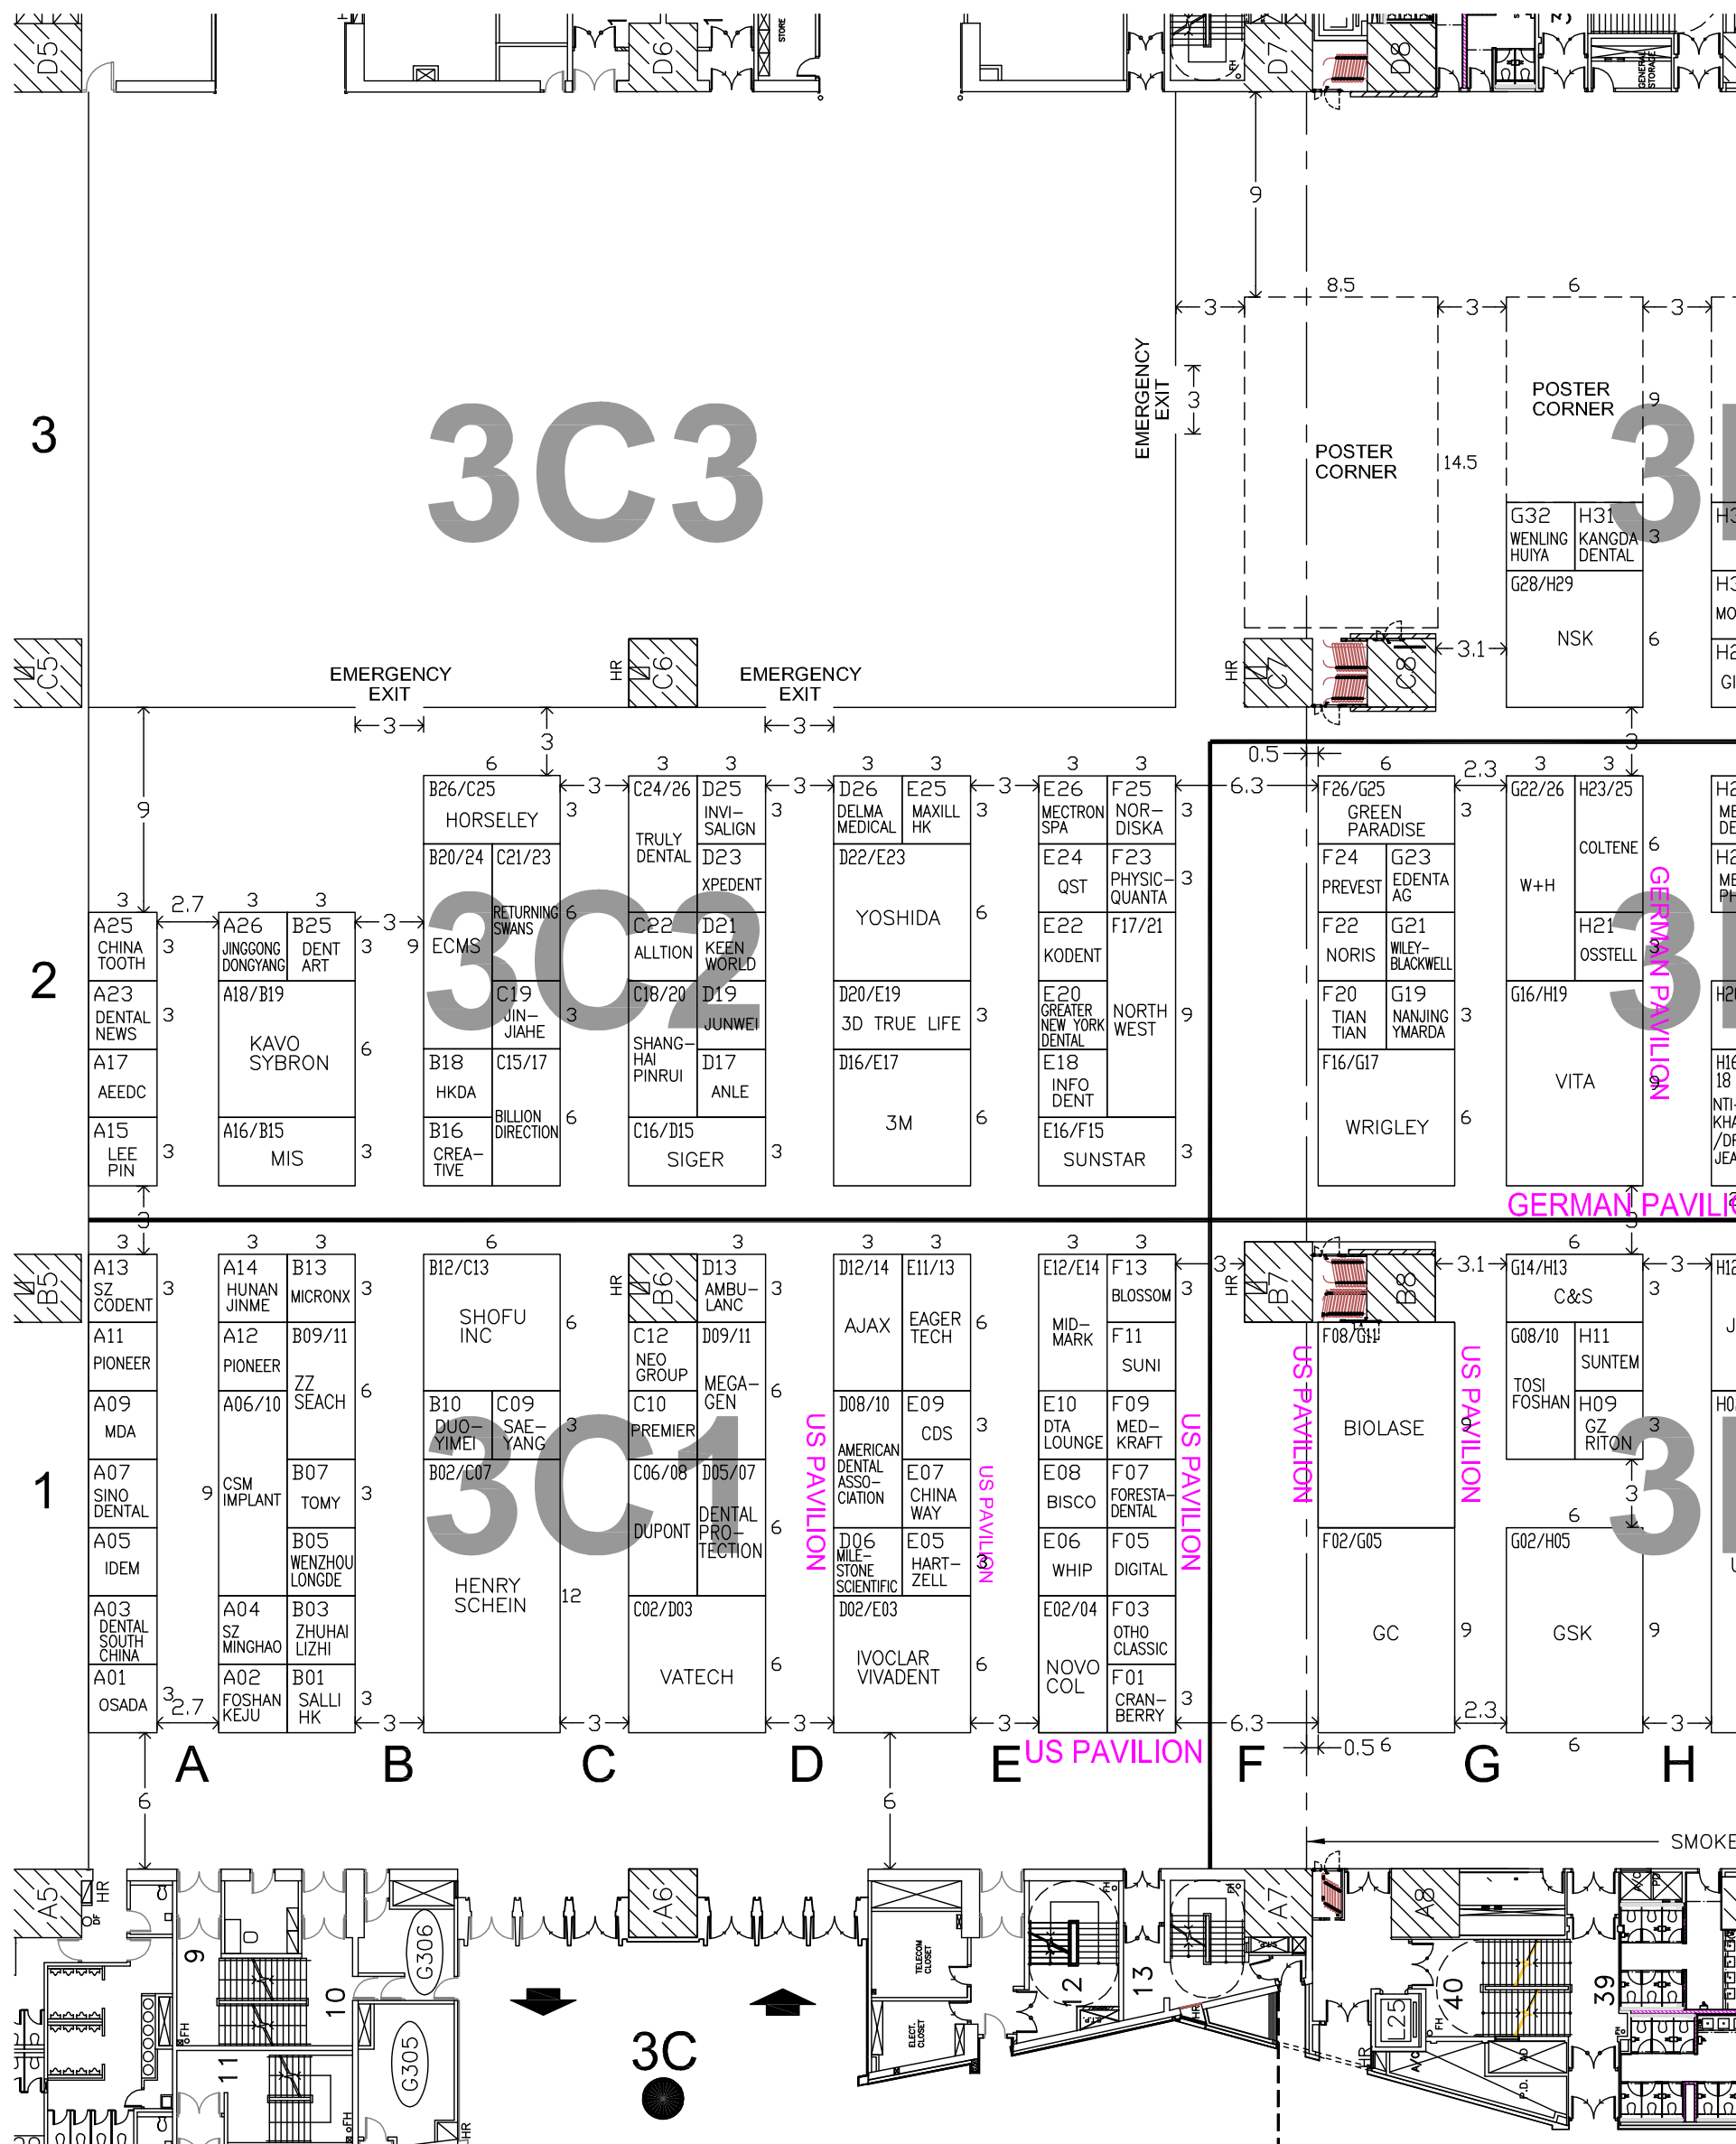 D5
D6
STORE
FH
D7
D8
GENERAL
STORAGE
9
8.5
6
3
3
3
EMERGENCY
EXIT
3
3
3C3
POSTER
CORNER
14.5
POSTER
CORNER
9
G32
WENLING
HUIYA
H31
KANGDA
DENTAL
3
G28/H29
NSK
6
C5
EMERGENCY
EXIT
HR
C6
EMERGENCY
EXIT
HR
C7
C8
3.1
3
3
3
9
2
3C2
0.5
6.3
2.3
2.7
3
A25
CHINA
TOOTH
A23
DENTAL
NEWS
A17
AEEDC
A15
LEE
PIN
A26
JINGGONG
DONGYANG
B25
DENT
ART
A18/B19
KAVO
SYBRON
A16/B15
MIS
B26/C25
HORSELEY
B20/24
ECMS
C21/23
RETURNING
SWANS
C19
JIN-
JIAHE
B18
HKDA
C15/17
BILLION
DIRECTION
B16
CREA-
TIVE
C24/26
TRULY
DENTAL
D25
INVI-
SALIGN
D23
XPEDENT
C22
ALLTION
D21
KEEN
WORLD
C18/20
SHANG-
HAI
PINRUI
D19
JUNWEI
D17
ANLE
C16/D15
SIGER
D26
DELMA
MEDICAL
E25
MAXILL
HK
D22/E23
YOSHIDA
D20/E19
3D TRUE LIFE
D16/E17
3M
E26
MECTRON
SPA
F25
NOR-
DISKA
E24
QST
F23
PHYSIC-
QUANTA
E22
KODENT
F17/21
NORTH
WEST
E20
GREATER
NEW YORK
DENTAL
E18
INFO
DENT
E16/F15
SUNSTAR
F26/G25
GREEN
PARADISE
F24
PREVEST
G23
EDENTA
AG
F22
NORIS
G21
WILEY-
BLACKWELL
F20
TIAN
TIAN
G19
NANJING
YMARDA
F16/G17
WRIGLEY
G22/26
W+H
H23/25
COLTENE
H21
OSSTELL
G16/H19
VITA
GERMAN PAVILION
GERMAN PAVILI
B5
HR
B6
HR
B7
B8
3.1
1
3C1
A13
SZ
CODENT
A11
PIONEER
A09
MDA
A07
SINO
DENTAL
A05
IDEM
A03
DENTAL
SOUTH
CHINA
A01
OSADA
A14
HUNAN
JINME
B13
MICRONX
A12
PIONEER
B09/11
ZZ
SEACH
A06/10
CSM
IMPLANT
B07
TOMY
B05
WENZHOU
LONGDE
A04
SZ
MINGHAO
B03
ZHUHAI
LIZHI
A02
FOSHAN
KEJU
B01
SALLI
HK
B12/C13
SHOFU
INC
B10
DUO-
YIMEI
C09
SAE-
YANG
B02/C07
HENRY
SCHEIN
12
D13
AMBU-
LANC
C12
NEO
GROUP
D09/11
MEGA-
GEN
C10
PREMIER
C06/08
DUPONT
D05/07
DENTAL
PRO-
TECTION
C02/D03
VATECH
D12/14
AJAX
E11/13
EAGER
TECH
D08/10
AMERICAN
DENTAL
ASSO-
CIATION
E09
CDS
E07
CHINA
WAY
D06
MILE-
STONE
SCIENTIFIC
E05
HART-
ZELL
D02/E03
IVOCLAR
VIVADENT
US PAVILION
US PAVILION
E12/E14
MID-
MARK
F13
BLOSSOM
F11
SUNI
E10
DTA
LOUNGE
F09
MED-
KRAFT
E08
BISCO
F07
FORESTA-
DENTAL
E06
WHIP
F05
DIGITAL
E02/04
NOVO
COL
F03
OTHO
CLASSIC
F01
CRAN-
BERRY
US PAVILION
US PAVILION
US PAVILION
F08/G11
BIOLASE
F02/G05
GC
G14/H13
C&S
G08/10
TOSI
FOSHAN
H11
SUNTEM
H09
GZ
RITON
G02/H05
GSK
2.7
3
3
3
3
6.3
2.3
3
A
B
C
D
E
US PAVILION
F
0.5
6
G
6
H
6
6
SMOKE
A5
HR
DF
9
10
11
G306
G305
FH
A6
3C
TELECOM
CLOSET
ELECT.
CLOSET
12
13
A7
A8
HR
L25
A/C
FH
40
39
AD
P.D.